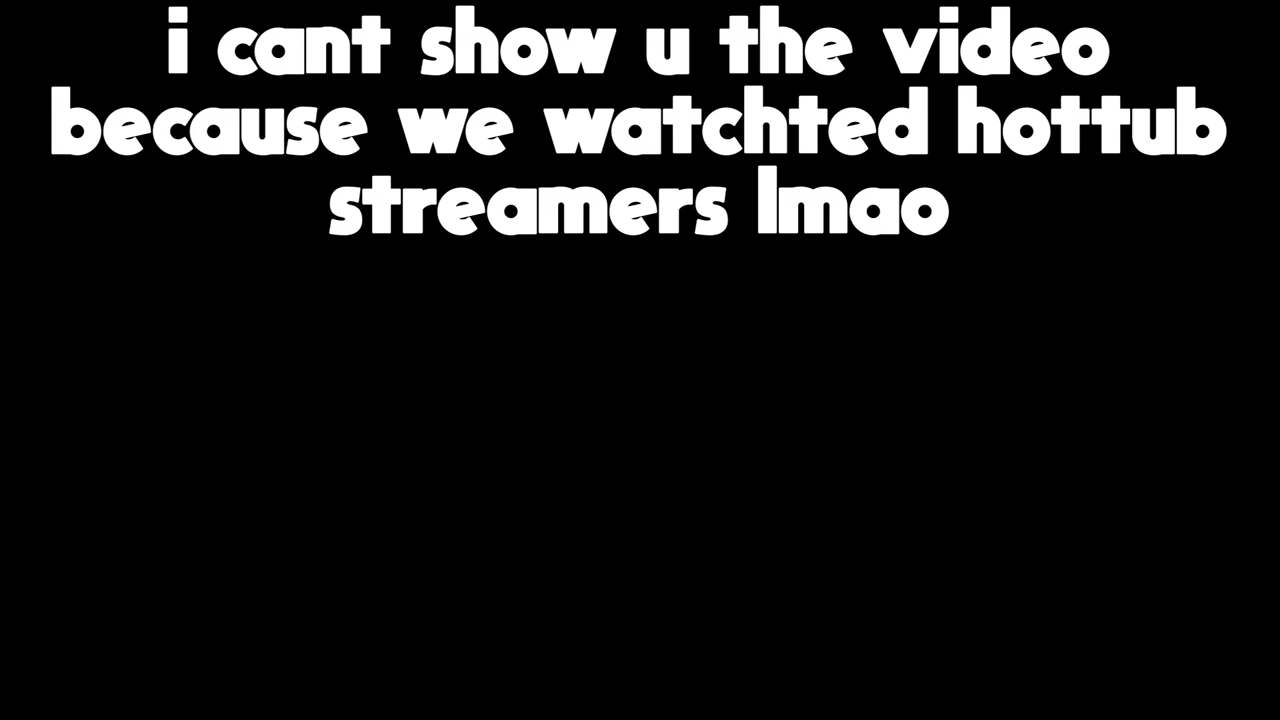 i cant show u the video
because we watchted hottub
streamers lmao